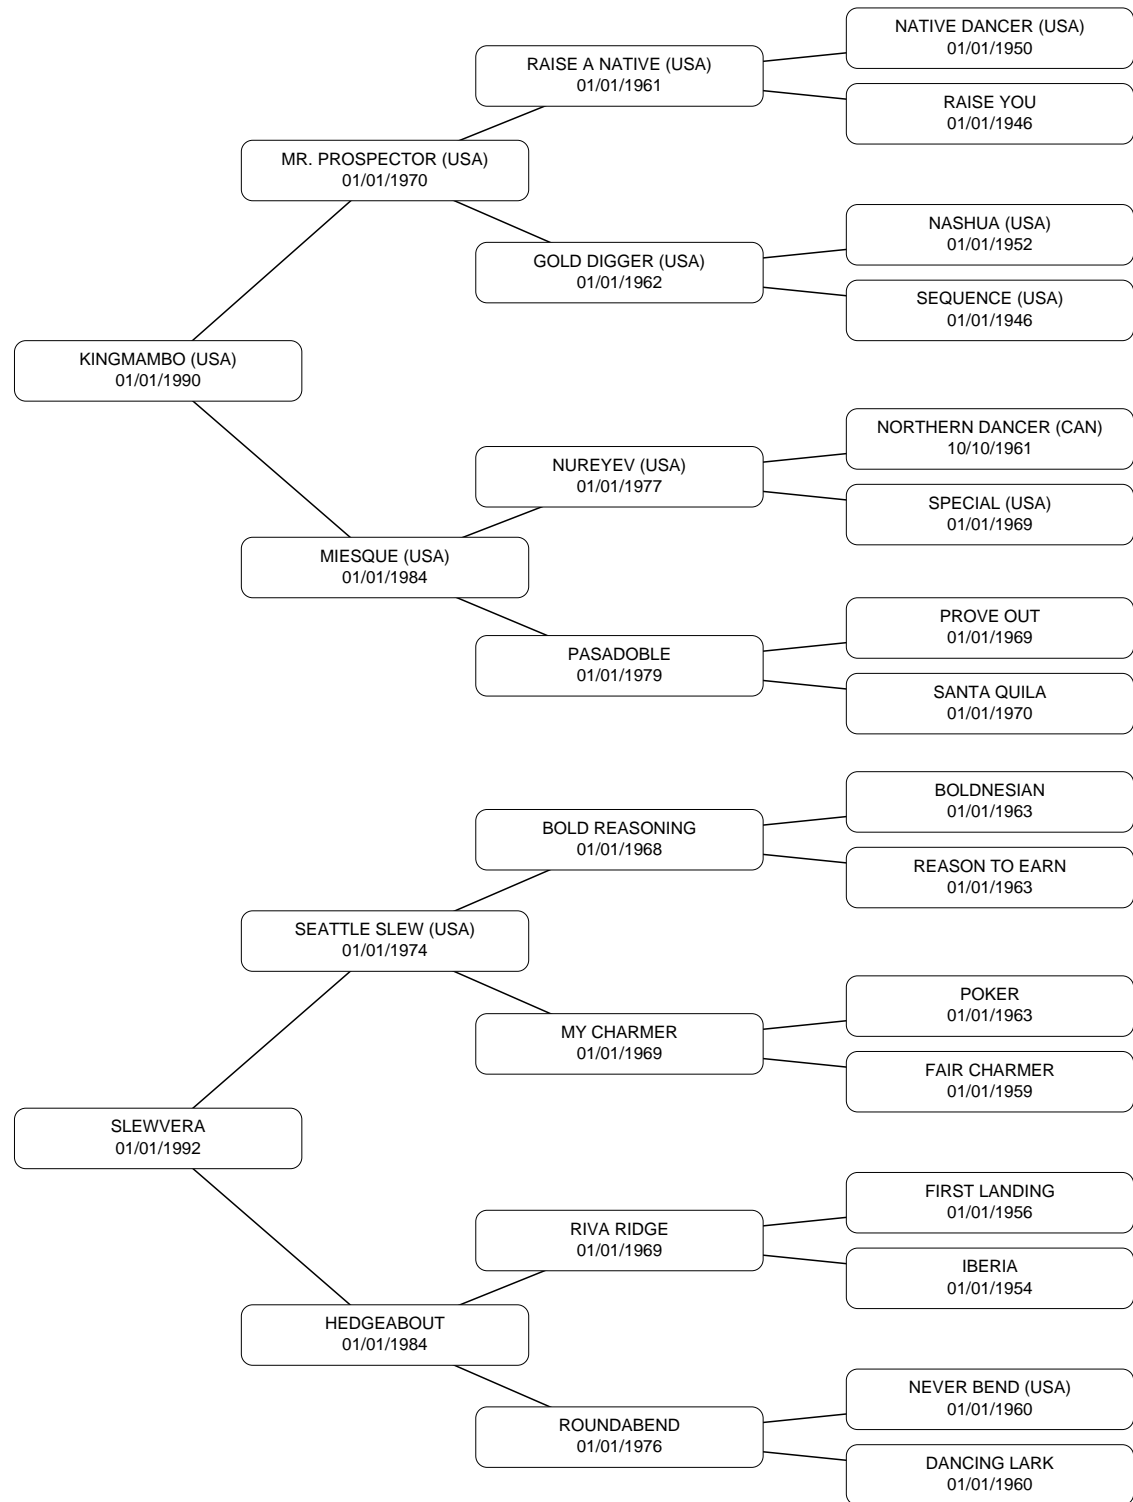 NATIVE DANCER (USA)
01/01/1950
RAISE A NATIVE (USA)
01/01/1961
RAISE YOU
01/01/1946
MR. PROSPECTOR (USA)
01/01/1970
NASHUA (USA)
01/01/1952
GOLD DIGGER (USA)
01/01/1962
SEQUENCE (USA)
01/01/1946
KINGMAMBO (USA)
01/01/1990
NORTHERN DANCER (CAN)
10/10/1961
NUREYEV (USA)
01/01/1977
SPECIAL (USA)
01/01/1969
MIESQUE (USA)
01/01/1984
PROVE OUT
01/01/1969
PASADOBLE
01/01/1979
SANTA QUILA
01/01/1970
BOLDNESIAN
01/01/1963
BOLD REASONING
01/01/1968
REASON TO EARN
01/01/1963
SEATTLE SLEW (USA)
01/01/1974
POKER
01/01/1963
MY CHARMER
01/01/1969
FAIR CHARMER
01/01/1959
SLEWVERA
01/01/1992
FIRST LANDING
01/01/1956
RIVA RIDGE
01/01/1969
IBERIA
01/01/1954
HEDGEABOUT
01/01/1984
NEVER BEND (USA)
01/01/1960
ROUNDABEND
01/01/1976
DANCING LARK
01/01/1960